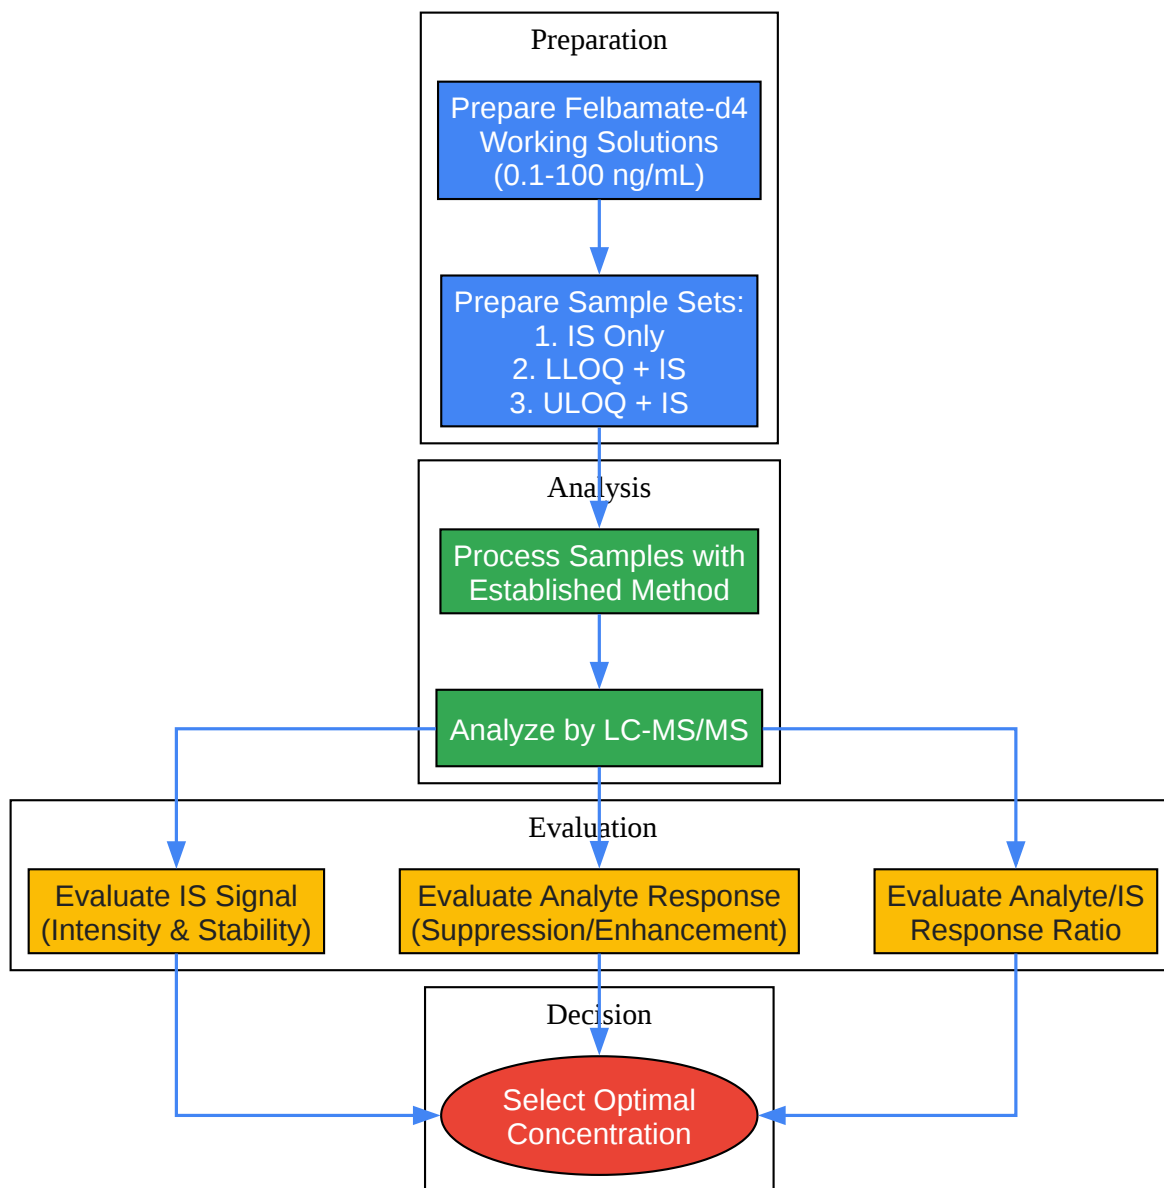 Preparation
Prepare Felbamate-d4
Working Solutions
(0.1-100 ng/mL)
Prepare Sample Sets:
1. IS Only
2. LLOQ + IS
3. ULOQ + IS
Analysis
Process Samples with
Established Method
Analyze by LC-MS/MS
Evaluation
Evaluate IS Signal
(Intensity & Stability)
Evaluate Analyte Response
(Suppression/Enhancement)
Evaluate Analyte/IS
Response Ratio
Decision
Select Optimal
Concentration